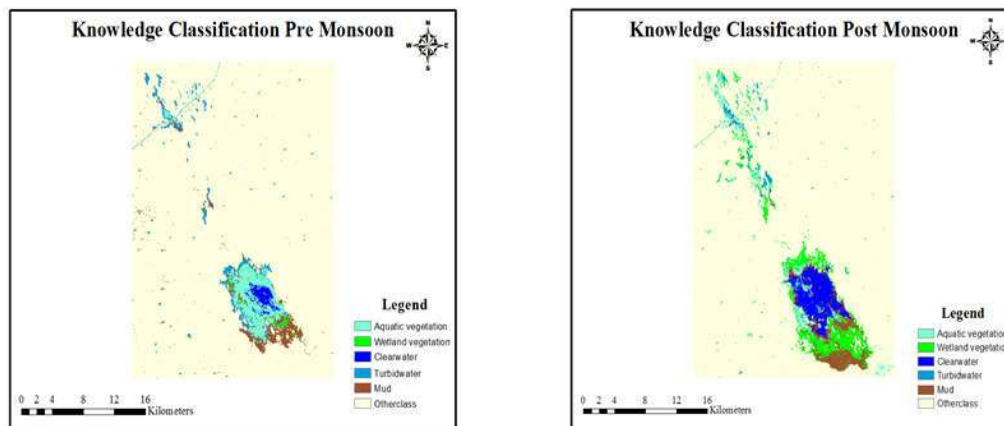 Knowledge Classification Pre Monsoon
N
W E
S
Legend
Aquatic vegetation
Wetland vegetation
Clearwater
Turbidwater
Mud
Otherclass
0 2 4 8 12 16
Kilometers
Knowledge Classification Post Monsoon
N
W E
S
Legend
Aquatic vegetation
Wetland vegetation
Clearwater
Turbidwater
Mud
Otherclass
0 2 4 8 12 16
Kilometers